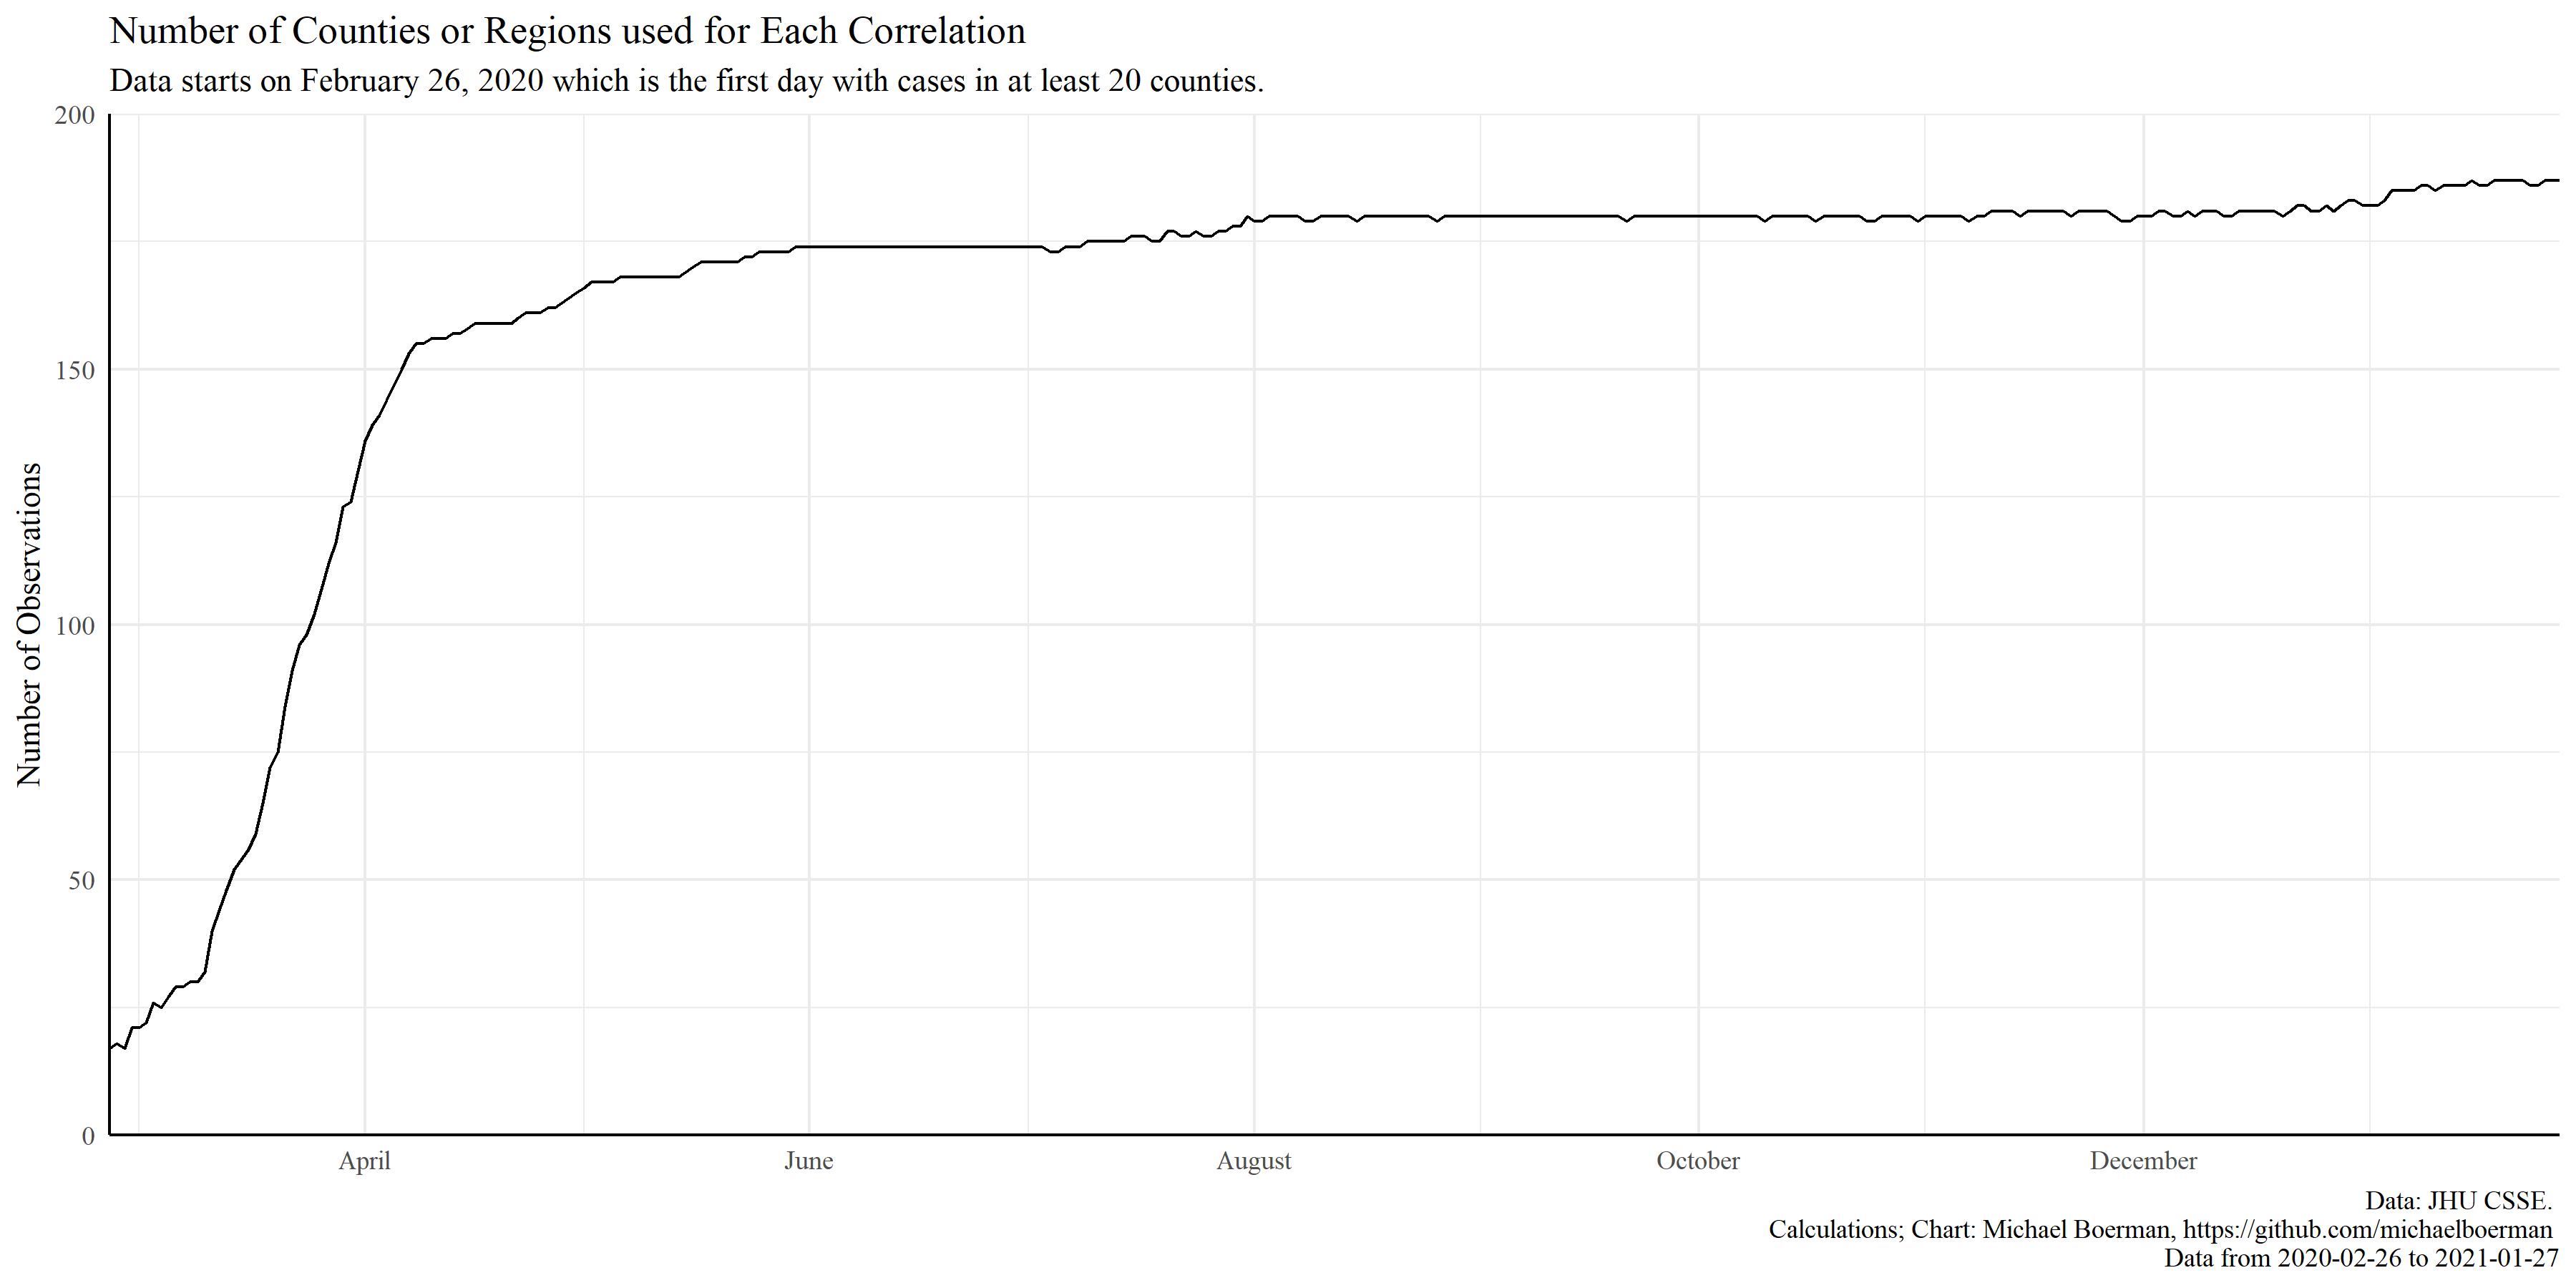 Number of Counties or Regions used for Each Correlation
Data starts on February 26, 2020 which is the first day with cases in at least 20 counties.
200
150
100
50
0
Number of Observations
April
June
August
October
December
Data: JHU CSSE.
Calculations; Chart: Michael Boerman, https://github.com/michaelboerman
Data from 2020-02-26 to 2021-01-27